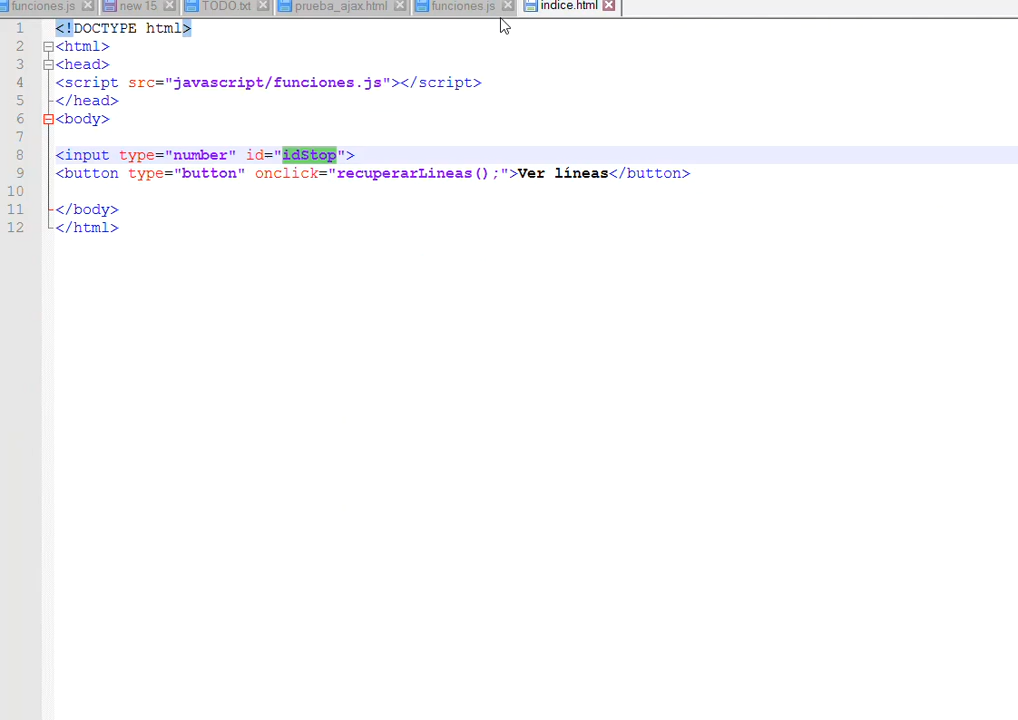 funciones.js new 15 TODO.txt prueba_ajax.html funciones.js indice.html
1 <!DOCTYPE html>
2 <html>
3 <head>
4 <script src="javascript/funciones.js"></script>
5 </head>
6 <body>
7
8 <input type="number" id="idStop">
9 <button type="button" onclick="recuperarLineas();">Ver líneas</button>
10
11 </body>
12 </html>